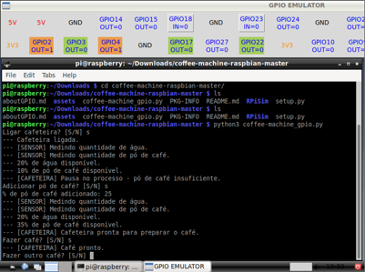 GPIO EMULATOR
5V 5V GND GPIO14 GPIO15 GPIO18 GND GPIO23 GPIO24 GND
OUT=0 OUT=0 IN=0 OUT=0 OUT=0
3V3 GPIO2 GPIO3 GPIO4 GND GPIO17 GPIO27 GPIO22 3V3
OUT=1 OUT=0 OUT=1 OUT=0 OUT=0 OUT=0
pi@raspberry: ~/Downloads/coffee-machine-raspbian-master
File Edit Tabs Help
pi@raspberry:~/Downloads $ cd coffee-machine-raspbian-master/
pi@raspberry:~/Downloads/coffee-machine-raspbian-master $ ls
aboutGPIO.md assets coffee-machine_gpio.py PKG-INFO README.md RPiSim setup.py
pi@raspberry:~/Downloads/coffee-machine-raspbian-master $ ls
aboutGPIO.md assets coffee-machine_gpio.py PKG-INFO README.md RPiSim setup.py
pi@raspberry:~/Downloads/coffee-machine-raspbian-master $ python3 coffee-machine_gpio.py
Ligar cafeteira? [S/N] s
--- Cafeteira ligada.
--- [SENSOR] Medindo quantidade de água.
--- [SENSOR] Medindo quantidade de pó de café.
--- 20% de água disponível.
--- 10% de pó de café disponível.
--- [CAFETEIRA] Pausa no processo - pó de café insuficiente.
Adicionar pó de café? [S/N] s
% de pó de café adicionado: 25
--- [SENSOR] Medindo quantidade de água.
--- [SENSOR] Medindo quantidade de pó de café.
--- 20% de água disponível.
--- 35% de pó de café disponível.
--- [CAFETEIRA] Cafeteira pronta para preparar o café.
Fazer café? [S/N] s
--- [CAFETEIRA] Café pronto.
Fazer outro café? [S/N]
pi@raspberry: ... GPIO EMULATOR